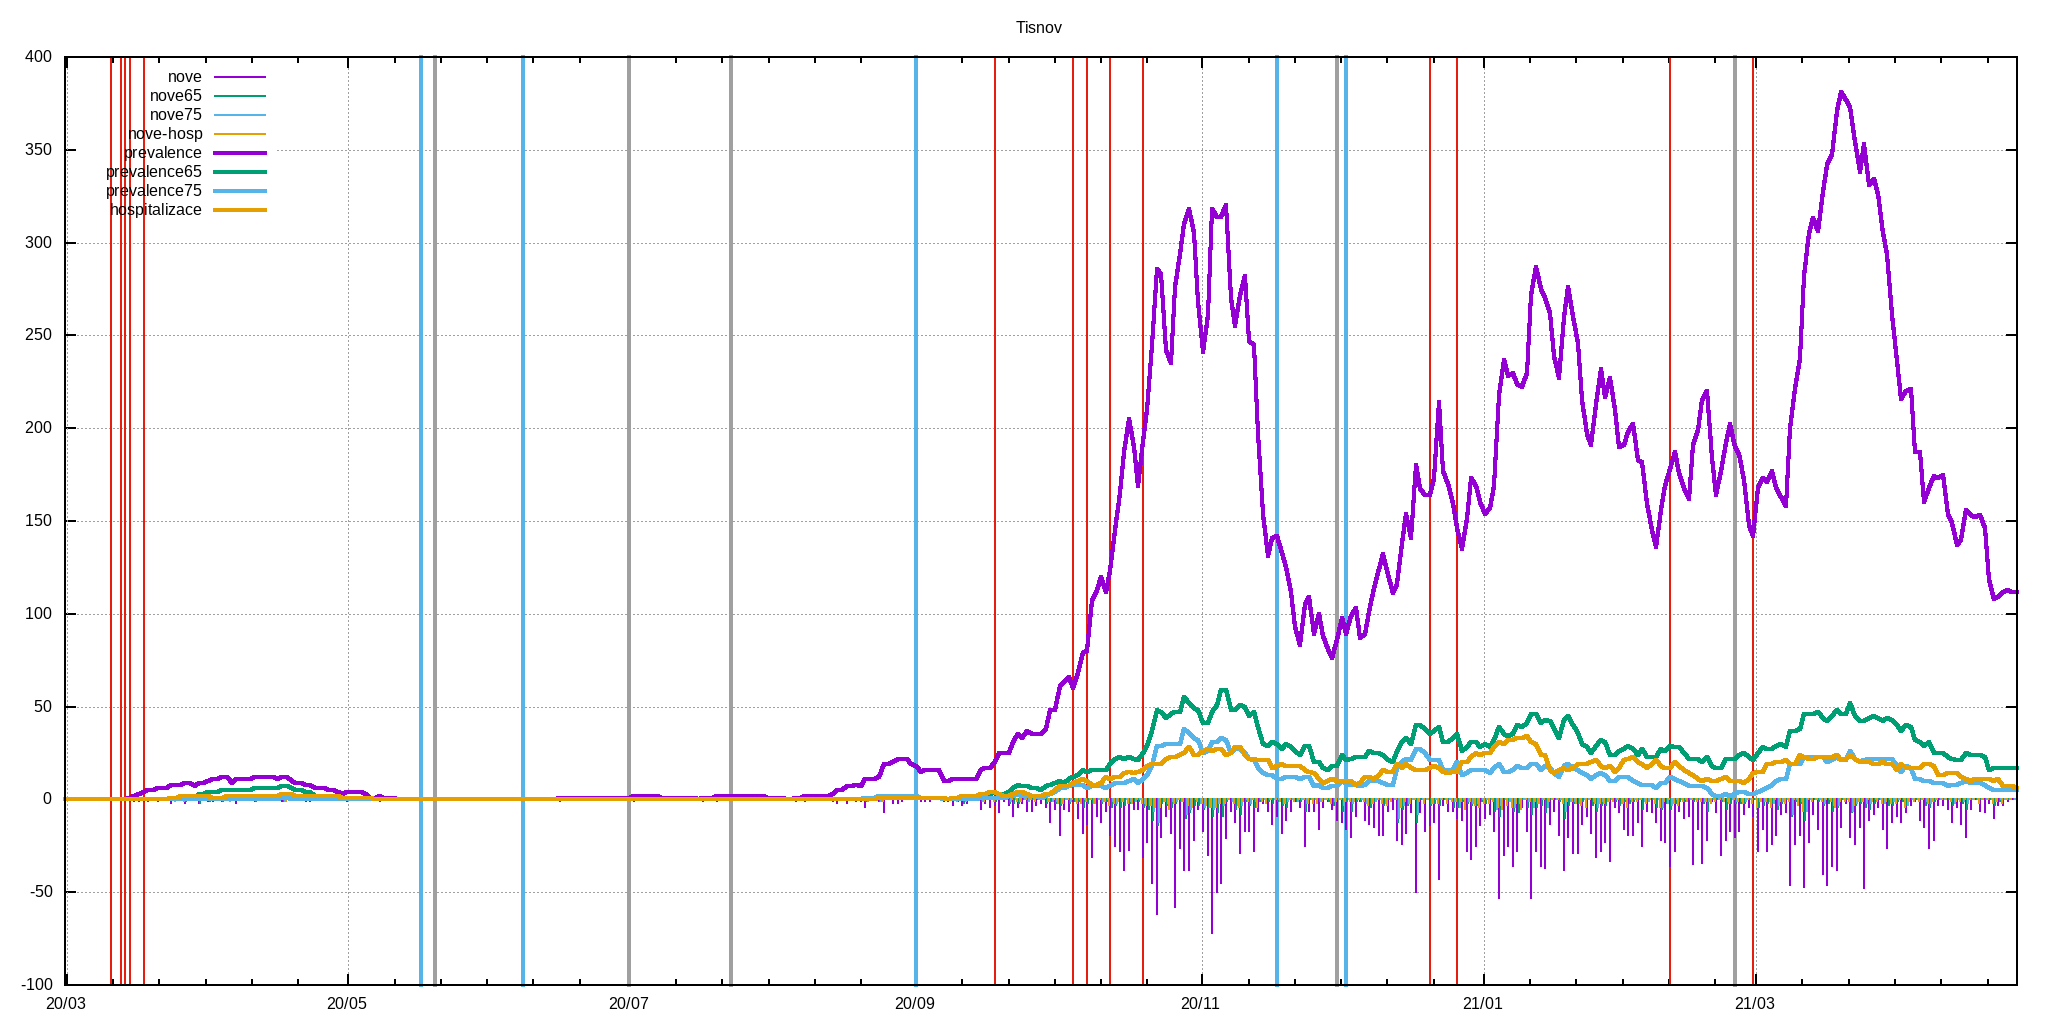 Tisnov
400
350
300
250
200
150
100
50
0
-50
-100
nove
nove65
nove75
nove-hosp
prevalence
prevalence65
prevalence75
hospitalizace
20/03
20/05
20/07
20/09
20/11
21/01
21/03